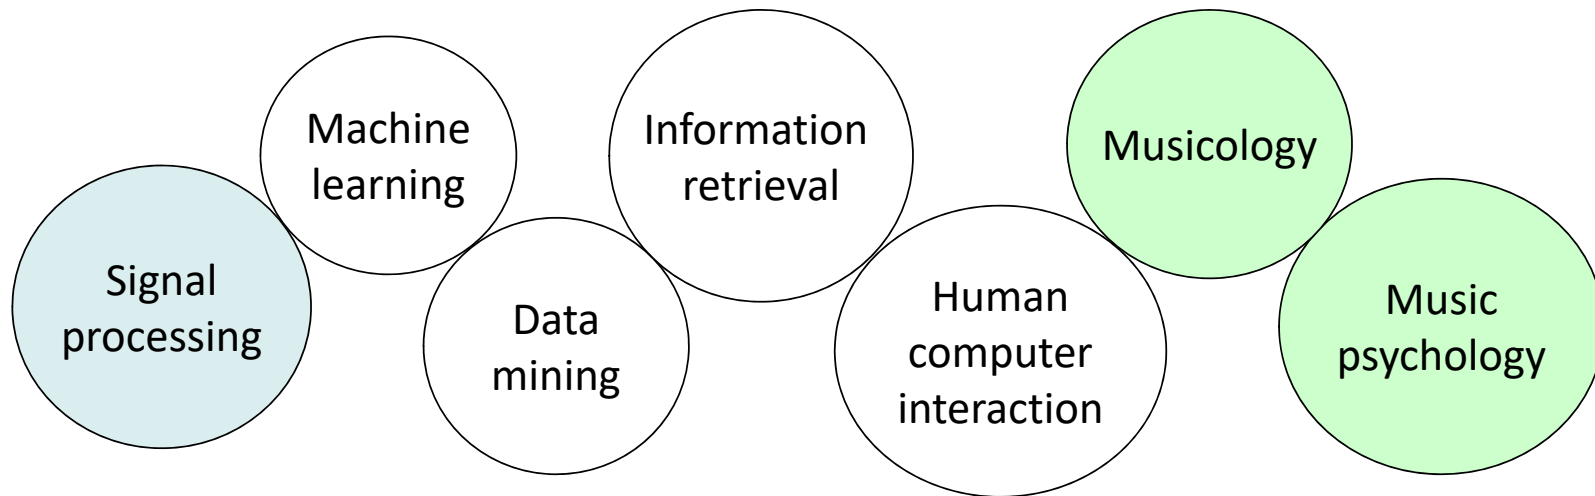 Machine
learning
Information
retrieval
Musicology
Signal
processing
Data
mining
Human
computer
interaction
Music
psychology